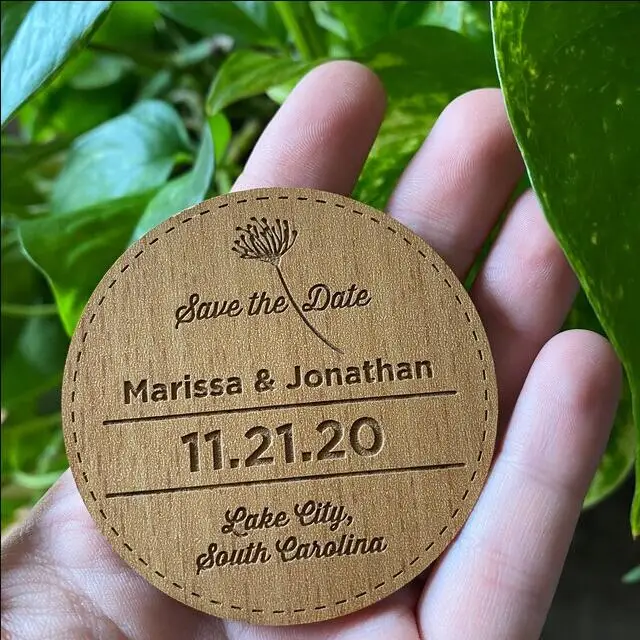 Save the Date
Marissa & Jonathan
11.21.20
Lake City,
South Carolina